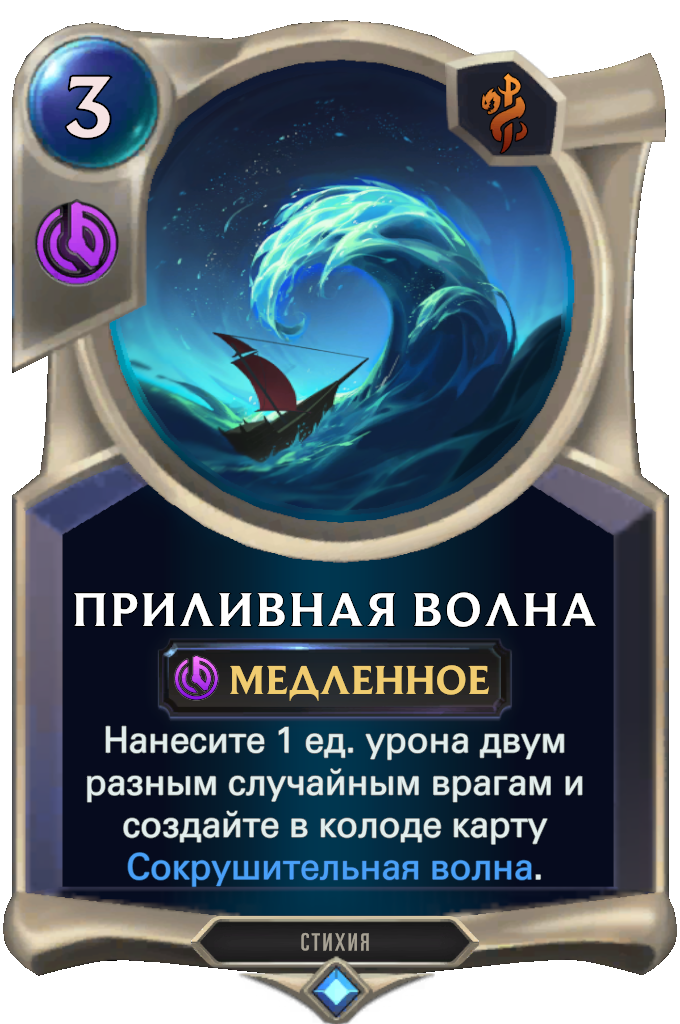 3
ПРИЛИВНАЯ ВОЛНА
МЕДЛЕННОЕ
Нанесите 1 ед. урона двум
разным случайным врагам и
создайте в колоде карту
Сокрушительная волна.
СТИХИЯ